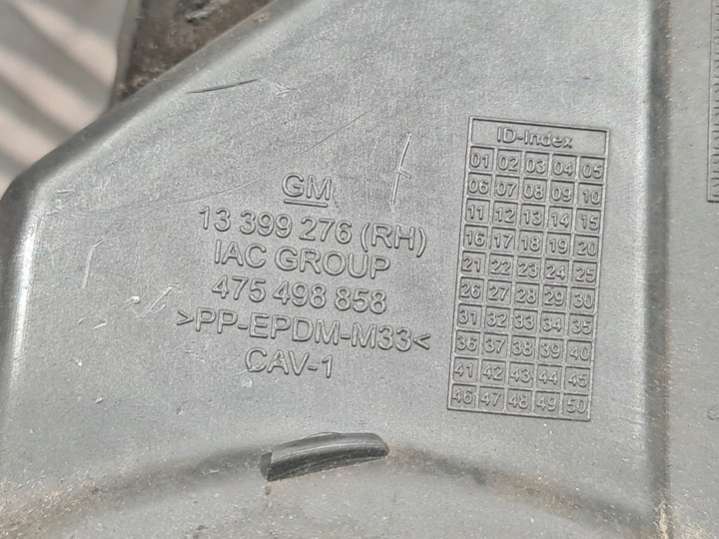 GM
13 399 276 (RH)
IAC GROUP
475 498 858
>PP-EPDM-M33<
CAV-1
ID-Index
01 02 03 04 05
06 07 08 09 10
11 12 13 14 15
16 17 18 19 20
21 22 23 24 25
26 27 28 29 30
31 32 33 34 35
36 37 38 39 40
41 42 43 44 45
46 47 48 49 50